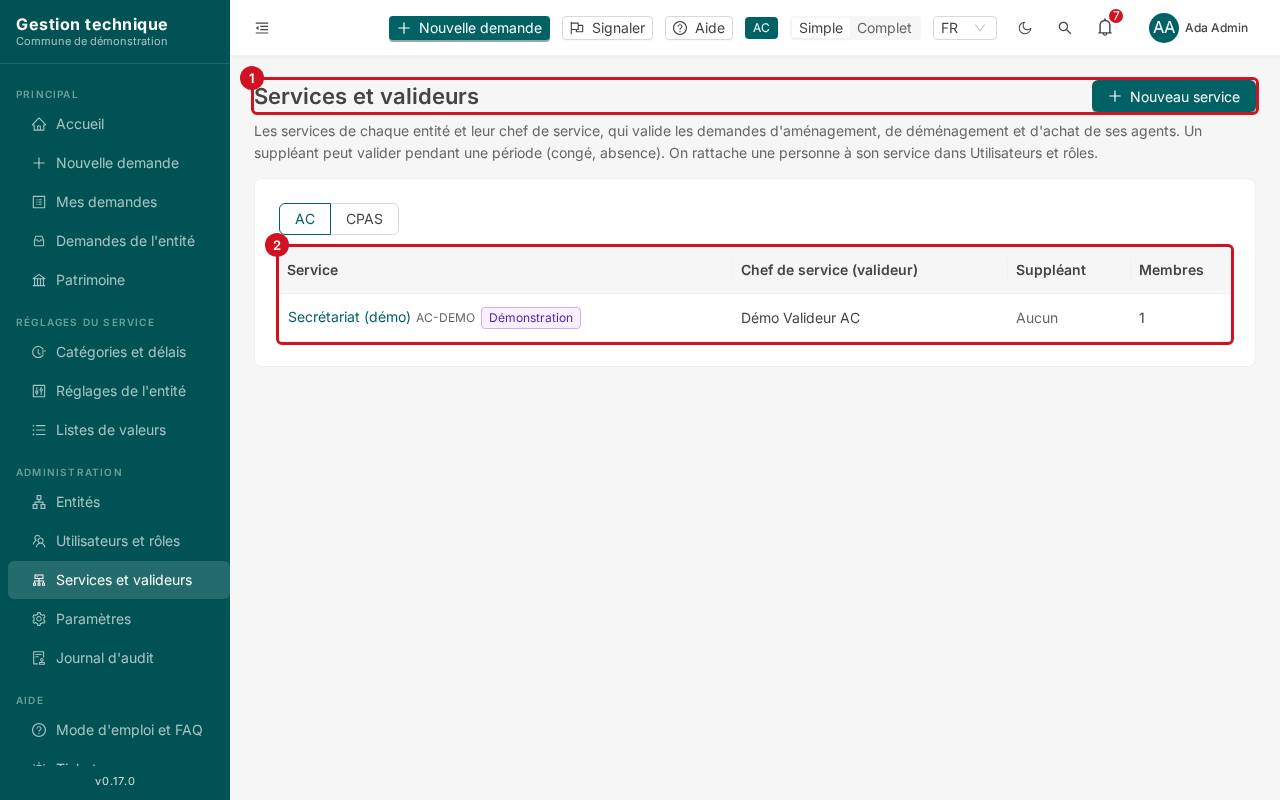 Gestion technique
Commune de démonstration
Nouvelle demande
Signaler
Aide
AC
Simple
Complet
FR
7
AA
Ada Admin
PRINCIPAL
Accueil
Nouvelle demande
Mes demandes
Demandes de l'entité
Patrimoine
RÉGLAGES DU SERVICE
Catégories et délais
Réglages de l'entité
Listes de valeurs
ADMINISTRATION
Entités
Utilisateurs et rôles
Services et valideurs
Paramètres
Journal d'audit
AIDE
Mode d'emploi et FAQ
v0.17.0
1
Services et valideurs
Nouveau service
Les services de chaque entité et leur chef de service, qui valide les demandes d'aménagement, de déménagement et d'achat de ses agents. Un
suppléant peut valider pendant une période (congé, absence). On rattache une personne à son service dans Utilisateurs et rôles.
AC
CPAS
2
Service
Chef de service (valideur)
Suppléant
Membres
Secrétariat (démo) AC-DEMO Démonstration
Démo Valideur AC
Aucun
1